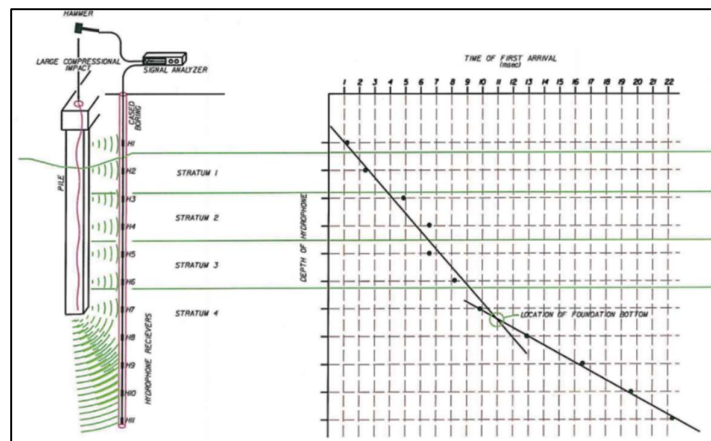 HAMMER
LARGE COMPRESSIONAL
IMPACT
SIGNAL ANALYZER
CASED
BORING
PILE
H1
H2
H3
H4
H5
H6
H7
H8
H9
H10
H11
STRATUM 1
STRATUM 2
STRATUM 3
STRATUM 4
HYDROPHONE RECIEVERS
TIME OF FIRST ARRIVAL
(msec)
1 2 3 4 5 6 7 8 9 10 11 12 13 14 15 16 17 18 19 20 21 22
DEPTH OF HYDROPHONE
LOCATION OF FOUNDATION BOTTOM